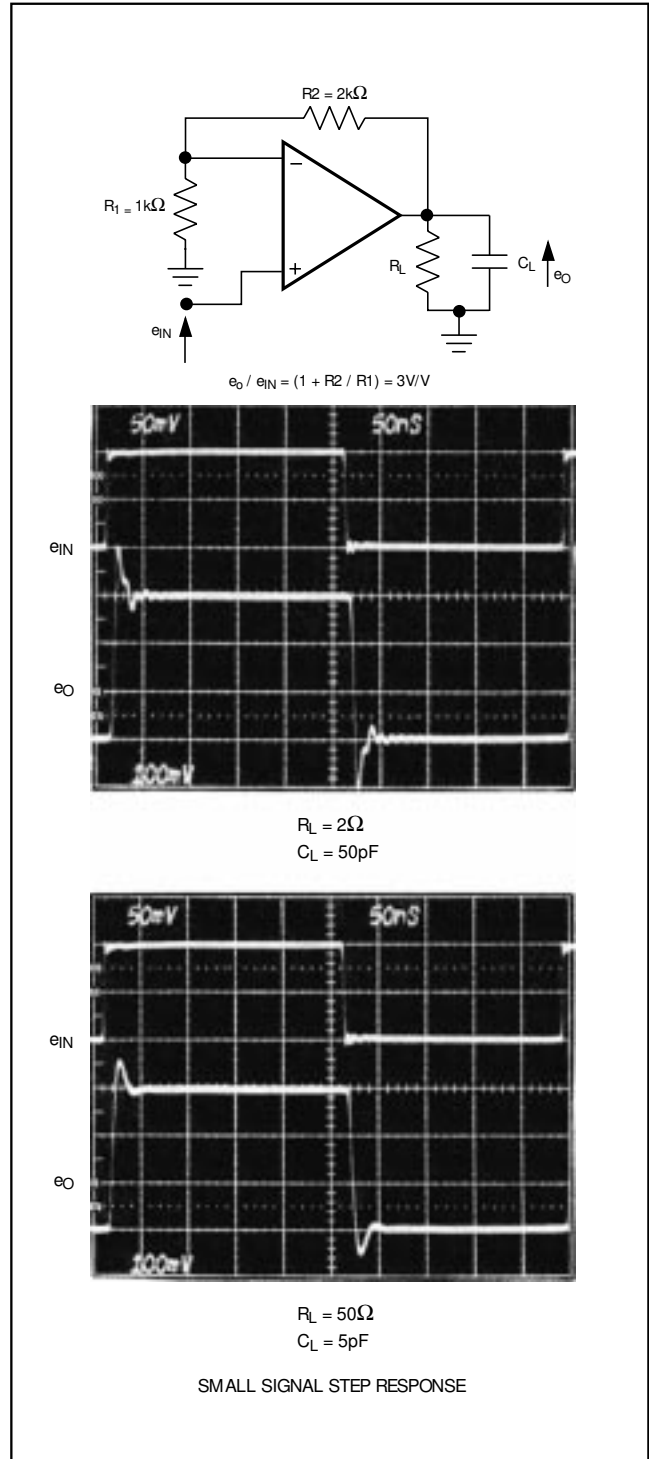 R2 = 2kΩ
−
R1 = 1kΩ
+
RL
CL
eO
eIN
eo / eIN = (1 + R2 / R1) = 3V/V
50mV 50nS
eIN
eO
100mV
RL = 2Ω
CL = 50pF
50mV 50nS
eIN
eO
100mV
RL = 50Ω
CL = 5pF
SMALL SIGNAL STEP RESPONSE